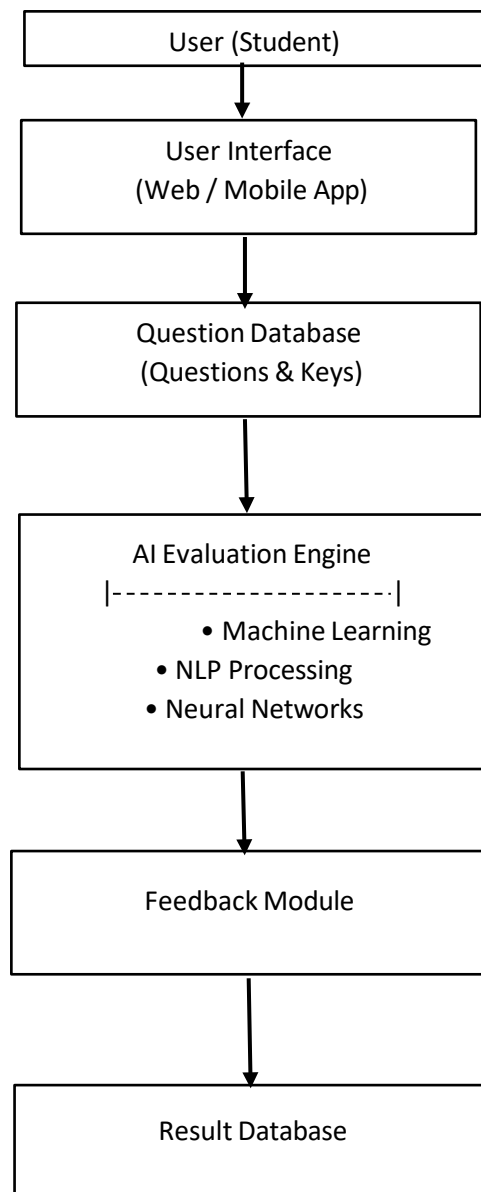 User (Student)
User Interface
(Web / Mobile App)
Question Database
(Questions & Keys)
AI Evaluation Engine
|--------------------------|
• Machine Learning
• NLP Processing
• Neural Networks
Feedback Module
Result Database